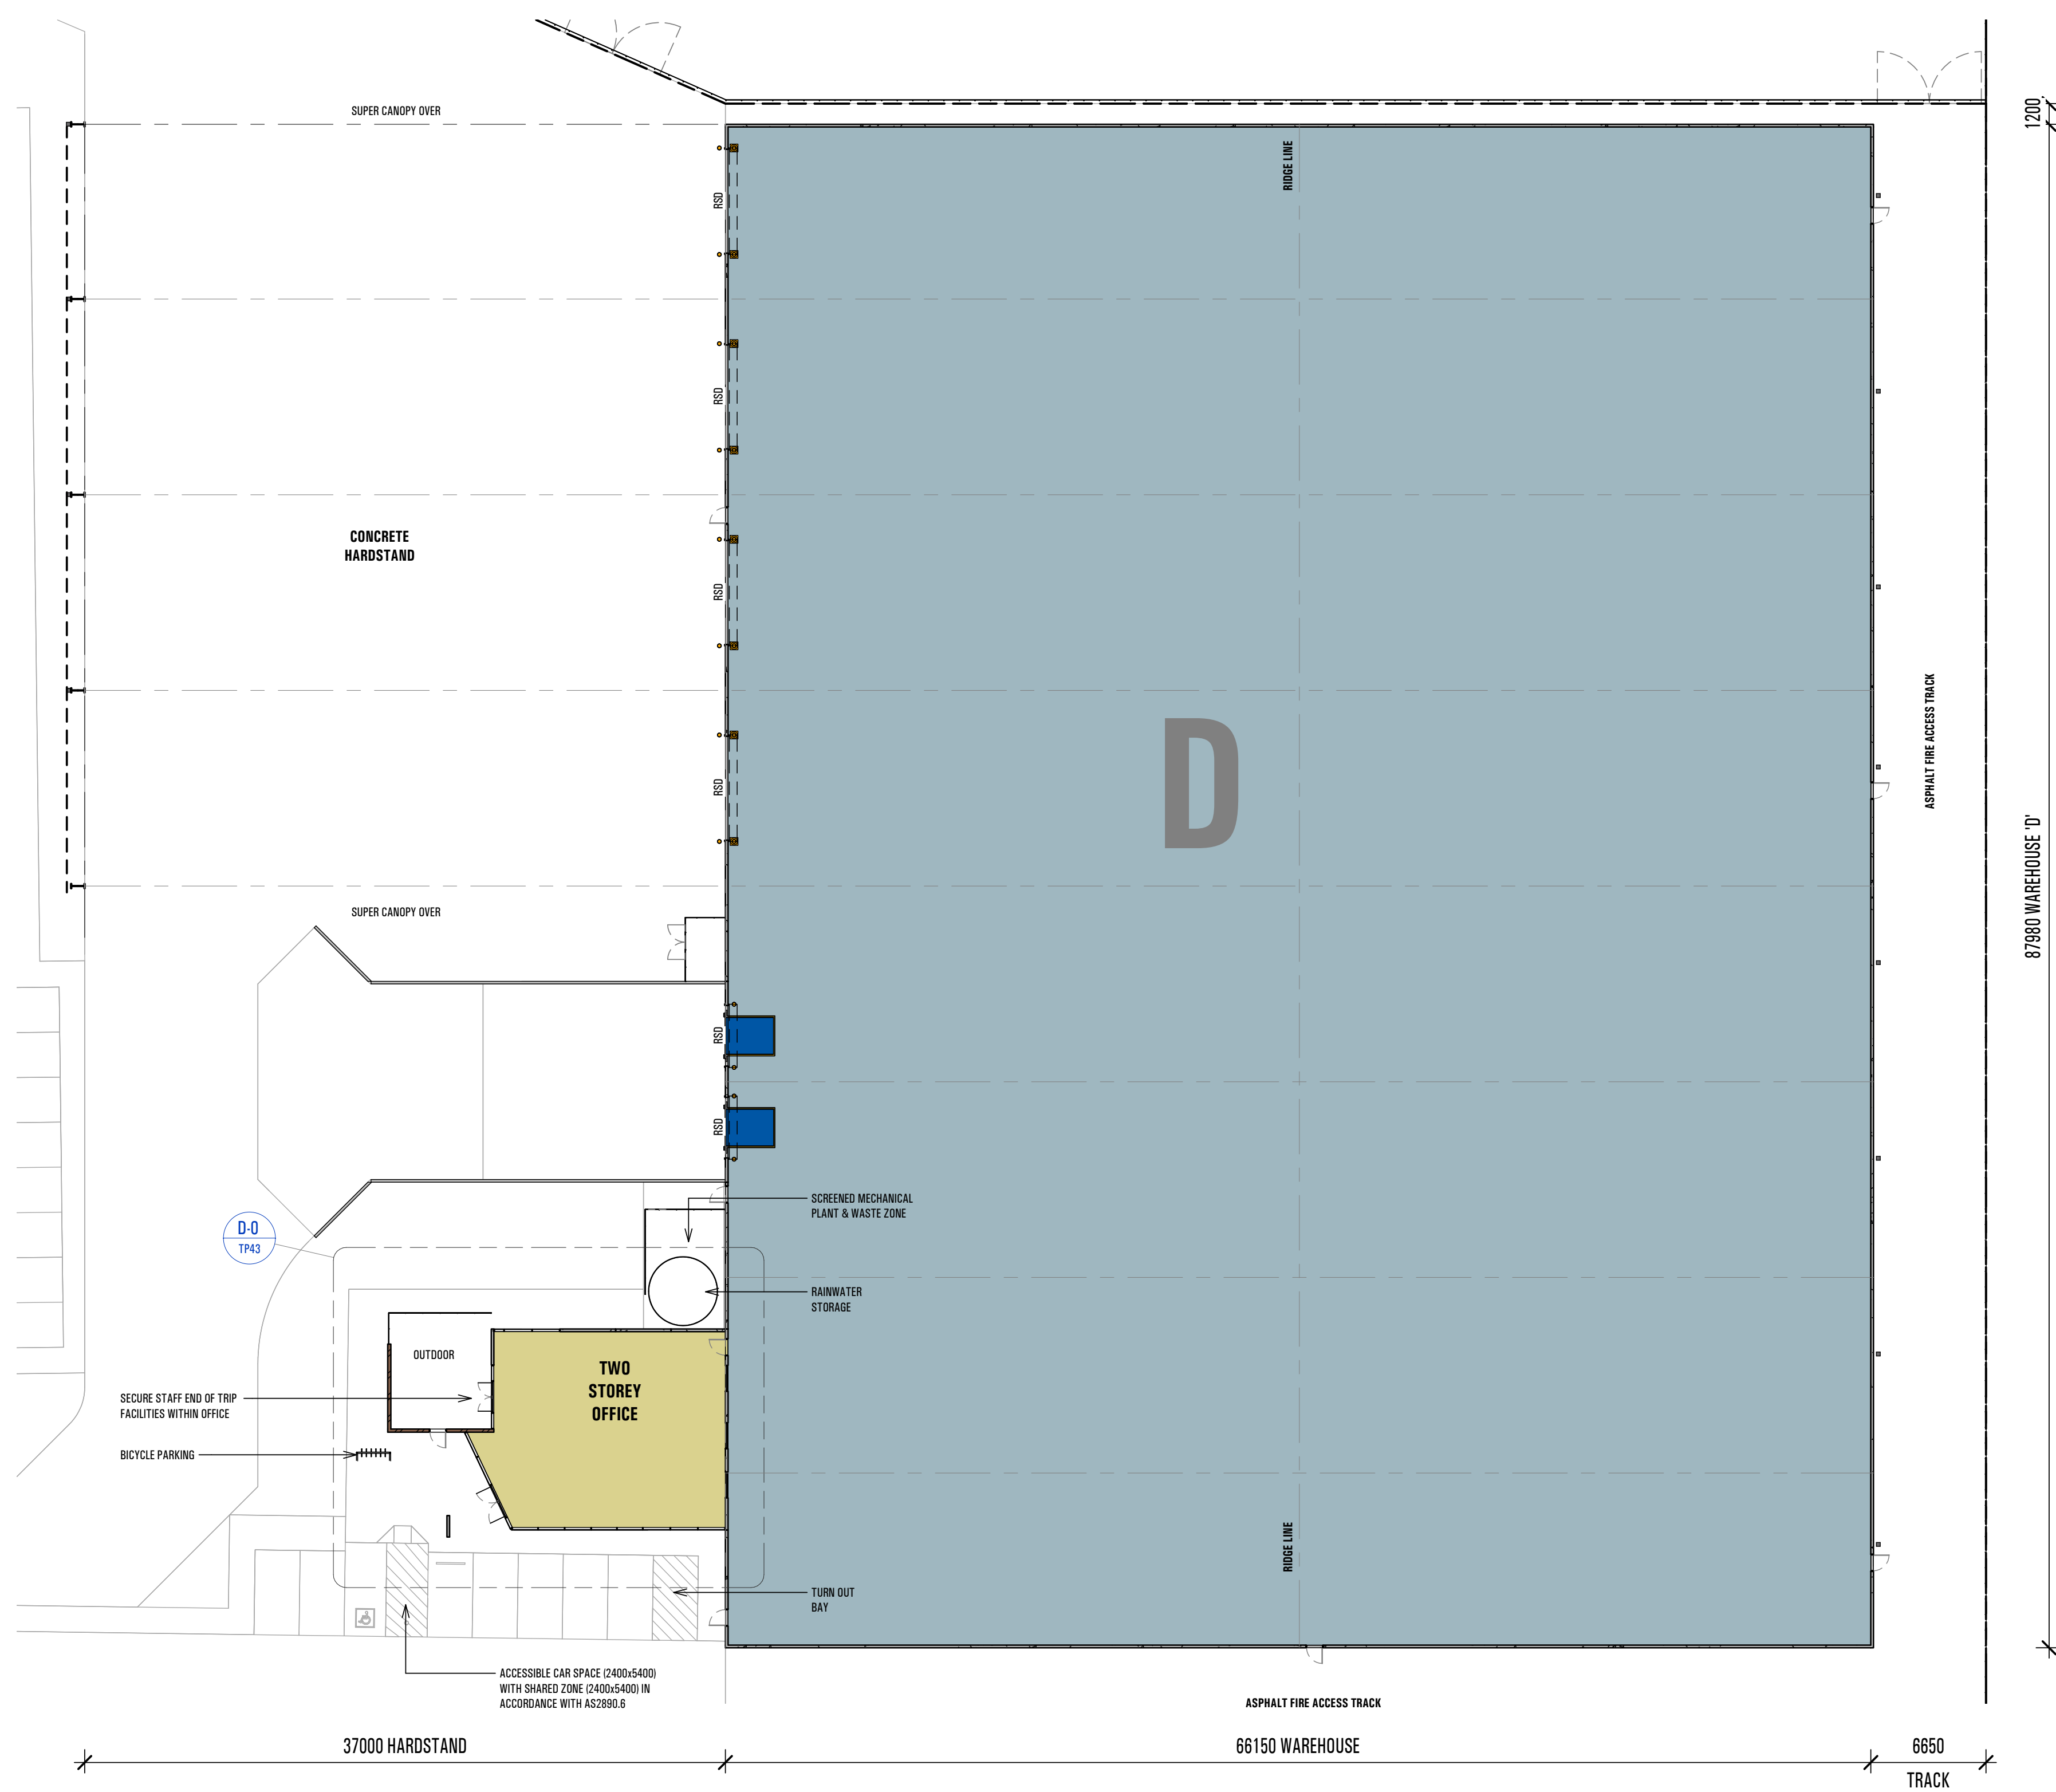 SUPER CANOPY OVER
1200
RIDGE LINE
RSD
RSD
CONCRETE
HARDSTAND
RSD
D
ASPHALT FIRE ACCESS TRACK
RSD
87980 WAREHOUSE 'D'
SUPER CANOPY OVER
RSD
RSD
SCREENED MECHANICAL
PLANT & WASTE ZONE
D-0
TP43
RAINWATER
STORAGE
OUTDOOR
TWO
STOREY
OFFICE
SECURE STAFF END OF TRIP
FACILITIES WITHIN OFFICE
BICYCLE PARKING
RIDGE LINE
TURN OUT
BAY
ACCESSIBLE CAR SPACE (2400x5400)
WITH SHARED ZONE (2400x5400) IN
ACCORDANCE WITH AS2890.6
ASPHALT FIRE ACCESS TRACK
37000 HARDSTAND
66150 WAREHOUSE
6650
TRACK